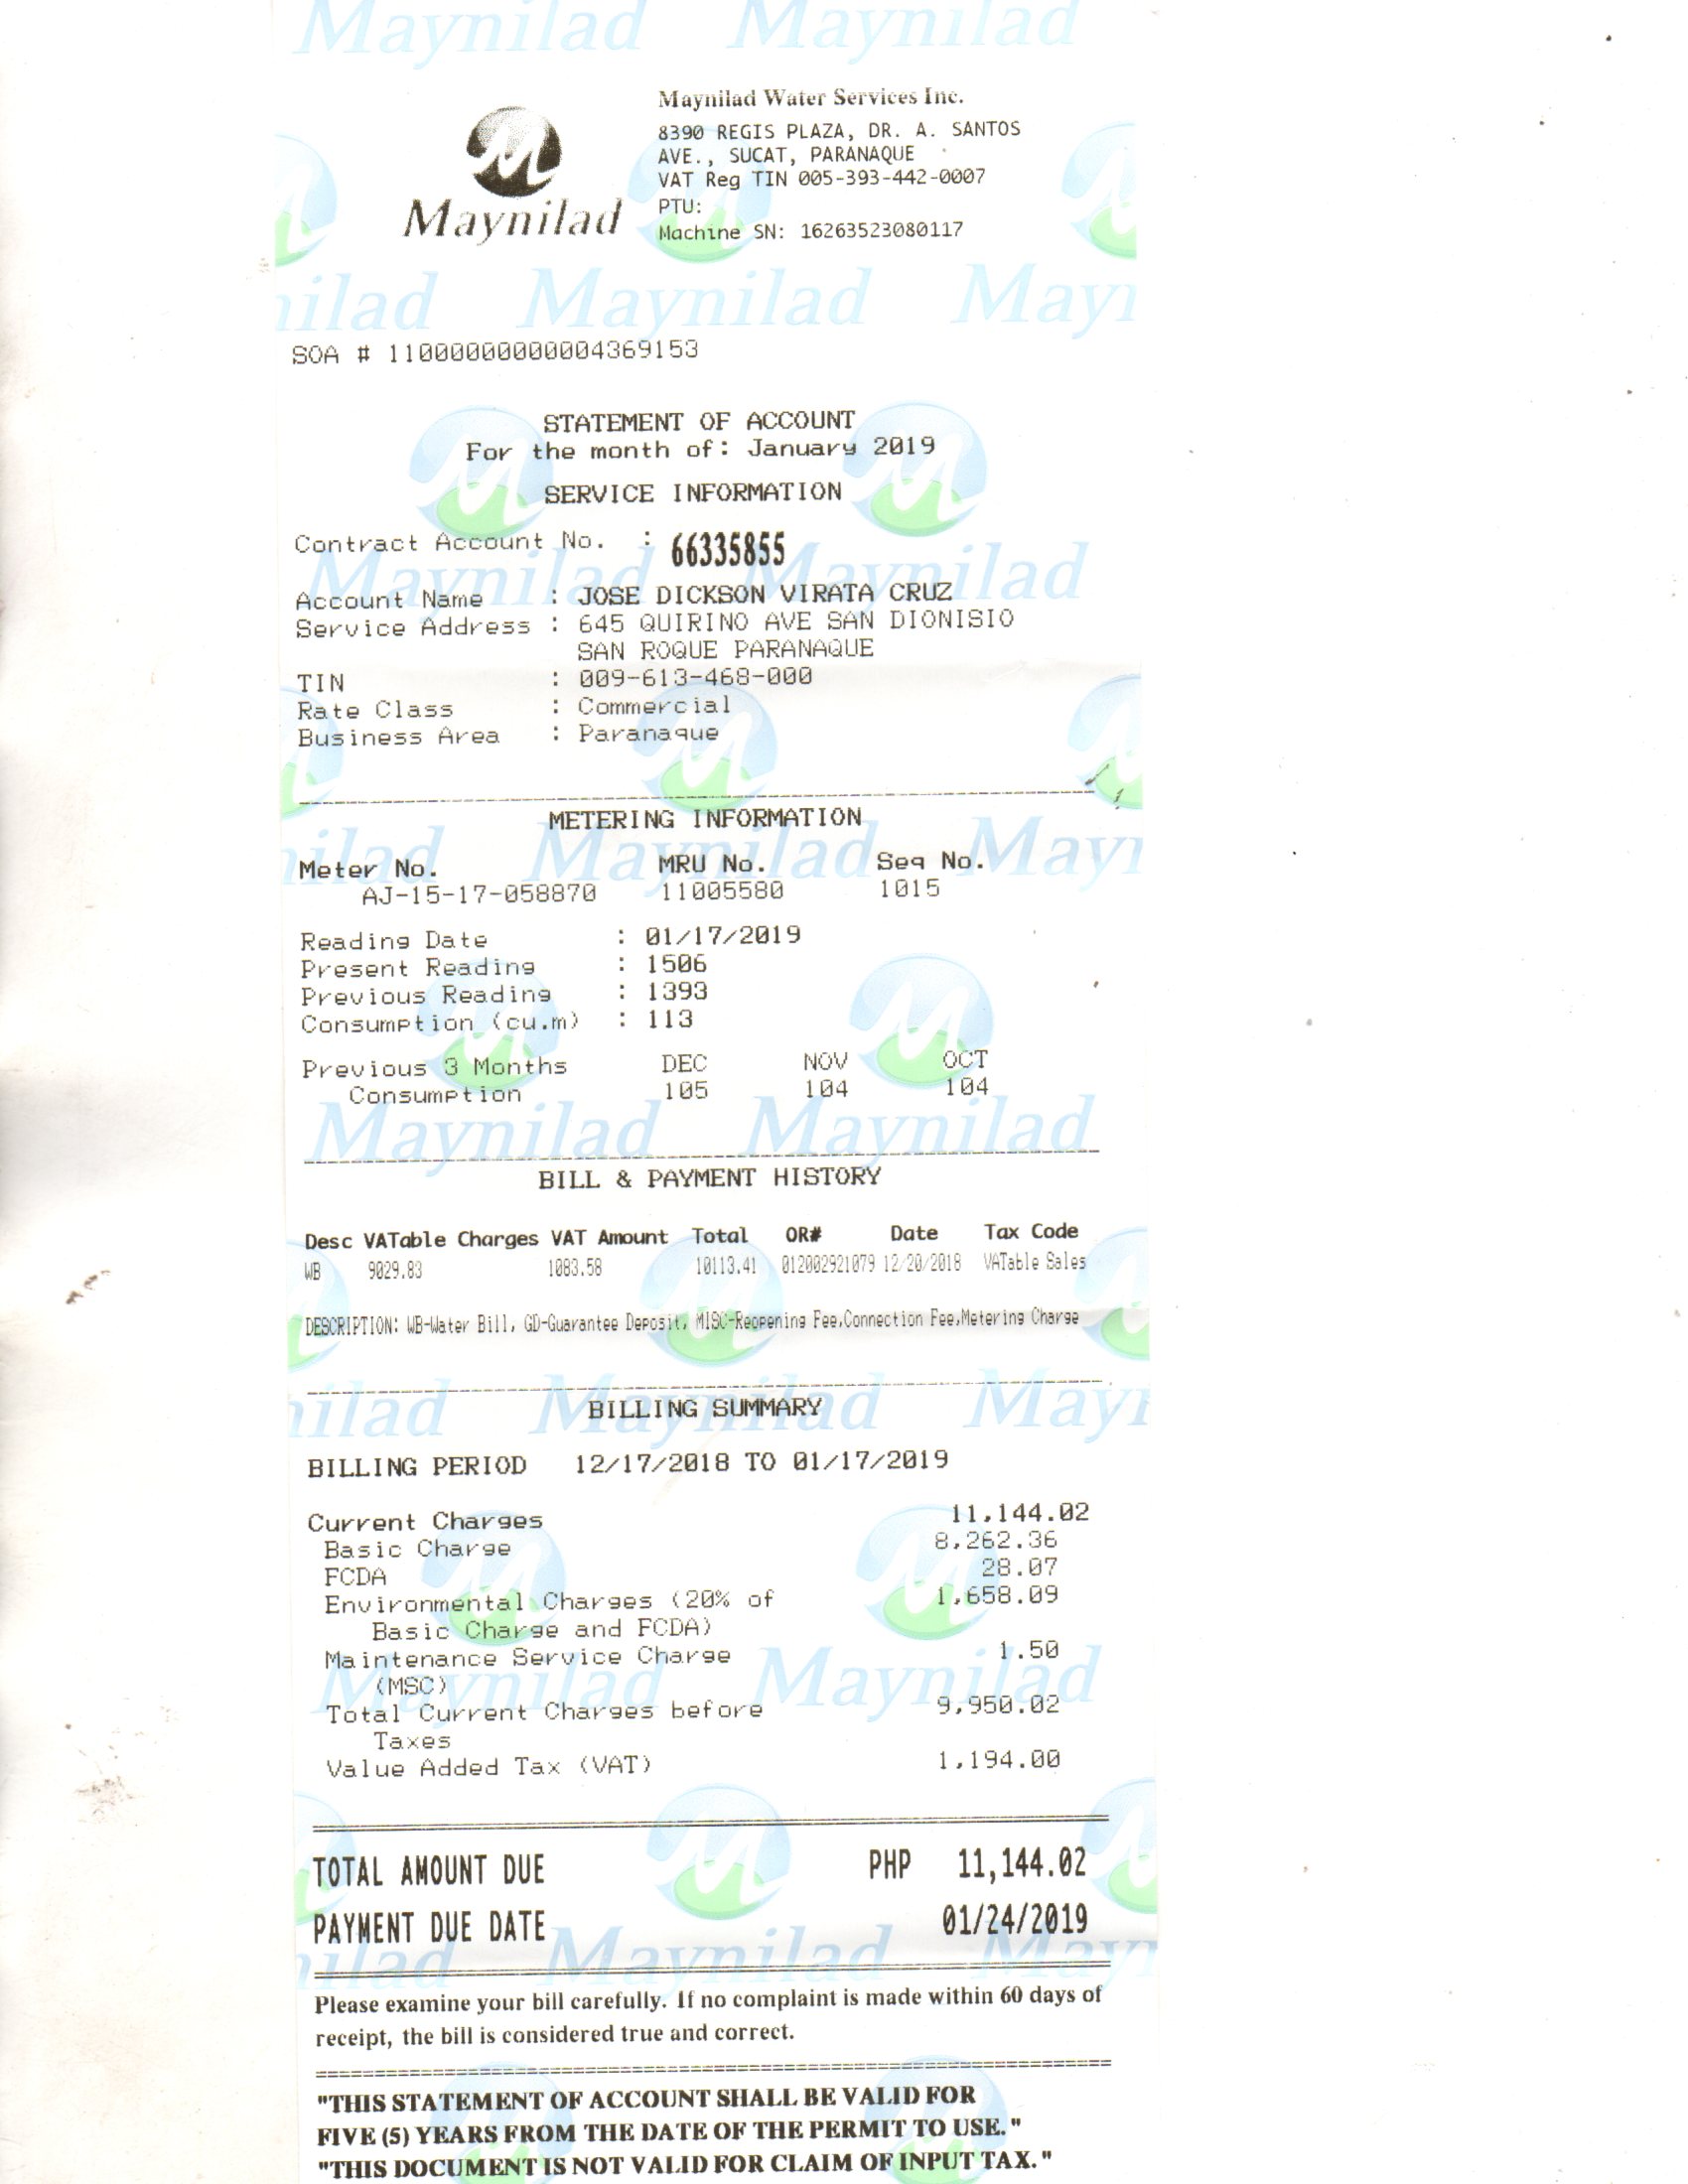 Maynilad Maynilad
Maynilad Water Services Inc.
8390 REGIS PLAZA, DR. A. SANTOS
AVE., SUCAT, PARANAQUE
VAT Reg TIN 005-393-442-0007
PTU:
Machine SN: 16263523080117
Maynilad
SOA # 11000000000004369153
STATEMENT OF ACCOUNT
For the month of: January 2019
SERVICE INFORMATION
Contract Account No. : 66335855
Account Name : JOSE DICKSON VIRATA CRUZ
Service Address : 645 QUIRINO AVE SAN DIONISIO
SAN ROQUE PARANAQUE
TIN : 009-613-468-000
Rate Class : Commercial
Business Area : Paranaque
METERING INFORMATION
Meter No. MRU No. Seq No.
AJ-15-17-058870 11005580 1015
Reading Date : 01/17/2019
Present Reading : 1506
Previous Reading : 1393
Consumption (cu.m) : 113
Previous 3 Months DEC NOV OCT
Consumption 105 104 104
BILL & PAYMENT HISTORY
Desc VATable Charges VAT Amount Total OR# Date Tax Code
WB 9029.83 1083.58 10113.41 012002921079 12/20/2018 VATable Sales
DESCRIPTION: WB-Water Bill, GD-Guarantee Deposit, MISC-Reopening Fee,Connection Fee,Metering Charge
BILLING SUMMARY
BILLING PERIOD 12/17/2018 TO 01/17/2019
Current Charges 11,144.02
Basic Charge 8,262.36
FCDA 28.07
Environmental Charges (20% of 1,658.09
Basic Charge and FCDA)
Maintenance Service Charge 1.50
(MSC)
Total Current Charges before 9,950.02
Taxes
Value Added Tax (VAT) 1,194.00
TOTAL AMOUNT DUE PHP 11,144.02
PAYMENT DUE DATE 01/24/2019
Please examine your bill carefully. If no complaint is made within 60 days of
receipt, the bill is considered true and correct.
"THIS STATEMENT OF ACCOUNT SHALL BE VALID FOR
FIVE (5) YEARS FROM THE DATE OF THE PERMIT TO USE."
"THIS DOCUMENT IS NOT VALID FOR CLAIM OF INPUT TAX."